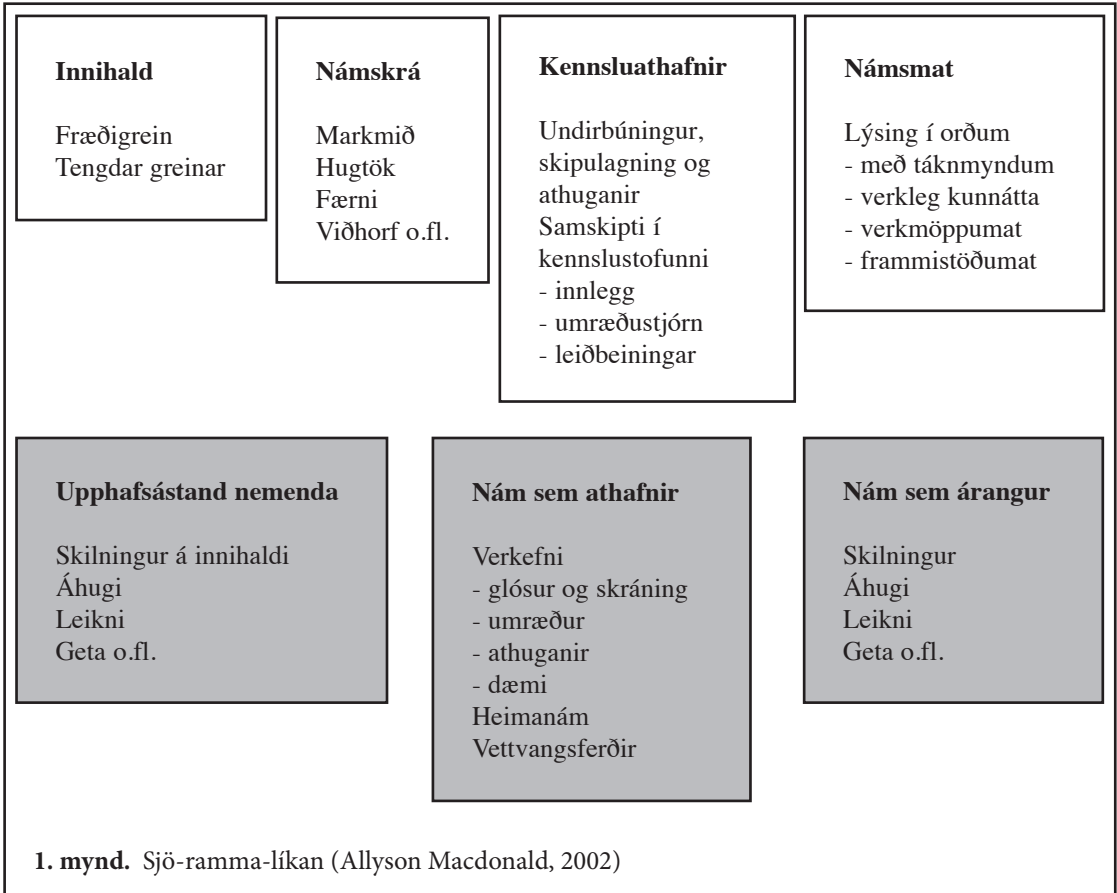 Innihald
Fræðigrein
Tengdar greinar
Námskrá
Markmið
Hugtök
Færni
Viðhorf o.fl.
Kennsluathafnir
Undirbúningur,
skipulagning og
athuganir
Samskipti í
kennslustofunni
- innlegg
- umræðustjórn
- leiðbeiningar
Námsmat
Lýsing í orðum
- með táknmyndum
- verkleg kunnátta
- verkmöppumat
- frammistöðumat
Upphafsástand nemenda
Skilningur á innihaldi
Áhugi
Leikni
Geta o.fl.
Nám sem athafnir
Verkefni
- glósur og skráning
- umræður
- athuganir
- dæmi
Heimanám
Vettvangsferðir
Nám sem árangur
Skilningur
Áhugi
Leikni
Geta o.fl.
1. mynd. Sjö-ramma-líkan (Allyson Macdonald, 2002)